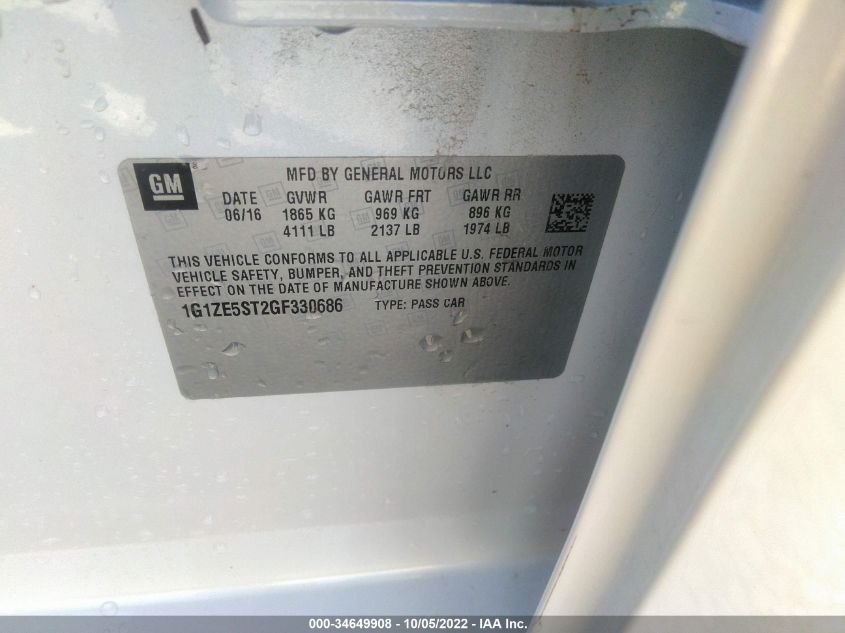 GM
MFD BY GENERAL MOTORS LLC
DATE GVWR GAWR FRT GAWR RR
06/16 1865 KG 969 KG 896 KG
4111 LB 2137 LB 1974 LB
THIS VEHICLE CONFORMS TO ALL APPLICABLE U.S. FEDERAL MOTOR
VEHICLE SAFETY, BUMPER, AND THEFT PREVENTION STANDARDS IN
EFFECT ON THE DATE OF MANUFACTURE SHOWN ABOVE.
1G1ZE5ST2GF330686 TYPE: PASS CAR
000-34649908 - 10/05/2022 - IAA Inc.